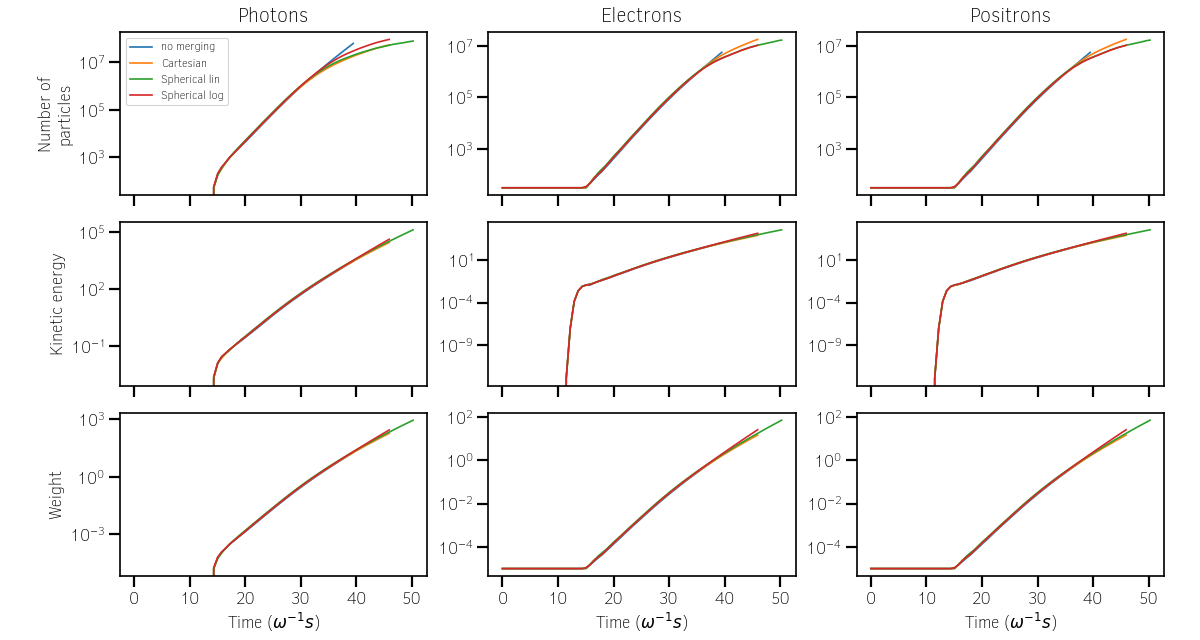 Photons
Electrons
Positrons
Number of
particles
10^7
10^5
10^3
no merging
Cartesian
Spherical lin
Spherical log
10^7
10^5
10^3
10^7
10^5
10^3
Kinetic energy
10^5
10^2
10^−1
10^1
10^−4
10^−9
10^1
10^−4
10^−9
Weight
10^3
10^0
10^−3
10^2
10^0
10^−2
10^−4
10^2
10^0
10^−2
10^−4
0 10 20 30 40 50
0 10 20 30 40 50
0 10 20 30 40 50
Time (ω^−1s)
Time (ω^−1s)
Time (ω^−1s)